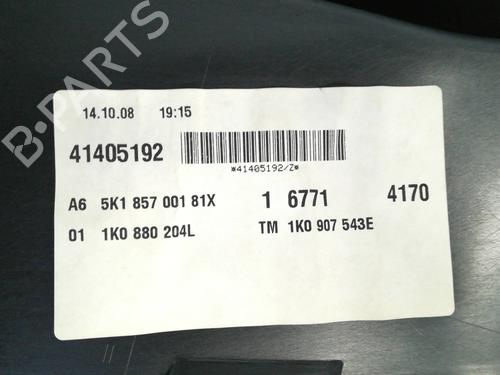 B-PARTS
14.10.08 19:15
41405192
*41405192/Z*
A6 5K1 857 001 81X 1 6771 4170
01 1K0 880 204L TM 1K0 907 543E